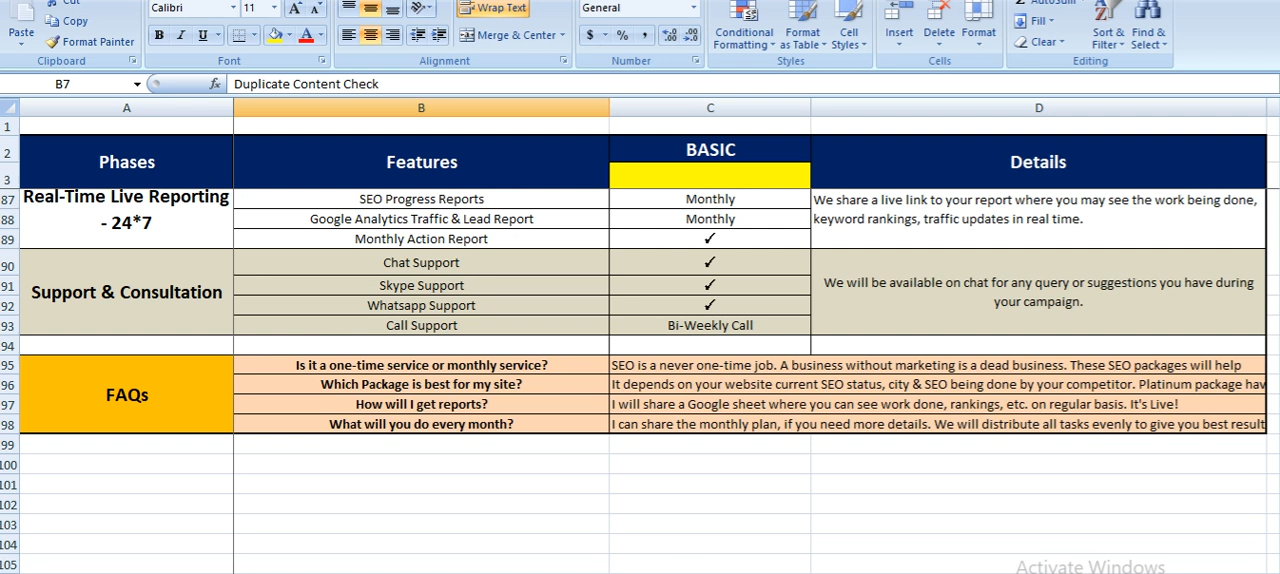 Cut
Calibri
11
A
A
Wrap Text
General
AutoSum
Paste
Copy
Format Painter
B I U
A
Merge & Center
$ % ,
Conditional Formatting
Format as Table
Cell Styles
Insert
Delete
Format
Fill
Clear
Sort & Filter
Find & Select
Clipboard
Font
Alignment
Number
Styles
Cells
Editing
B7
fx
Duplicate Content Check
A
B
C
D
1
2
3
Phases
Features
BASIC
Details
87
Real-Time Live Reporting
- 24*7
SEO Progress Reports
Monthly
We share a live link to your report where you may see the work being done,
keyword rankings, traffic updates in real time.
88
Google Analytics Traffic & Lead Report
Monthly
89
Monthly Action Report
✓
90
Support & Consultation
Chat Support
✓
We will be available on chat for any query or suggestions you have during
your campaign.
91
Skype Support
✓
92
Whatsapp Support
✓
93
Call Support
Bi-Weekly Call
94
95
FAQs
Is it a one-time service or monthly service?
SEO is a never one-time job. A business without marketing is a dead business. These SEO packages will help
96
Which Package is best for my site?
It depends on your website current SEO status, city & SEO being done by your competitor. Platinum package hav
97
How will I get reports?
I will share a Google sheet where you can see work done, rankings, etc. on regular basis. It's Live!
98
What will you do every month?
I can share the monthly plan, if you need more details. We will distribute all tasks evenly to give you best result
99
100
101
102
103
104
105
Activate Windows